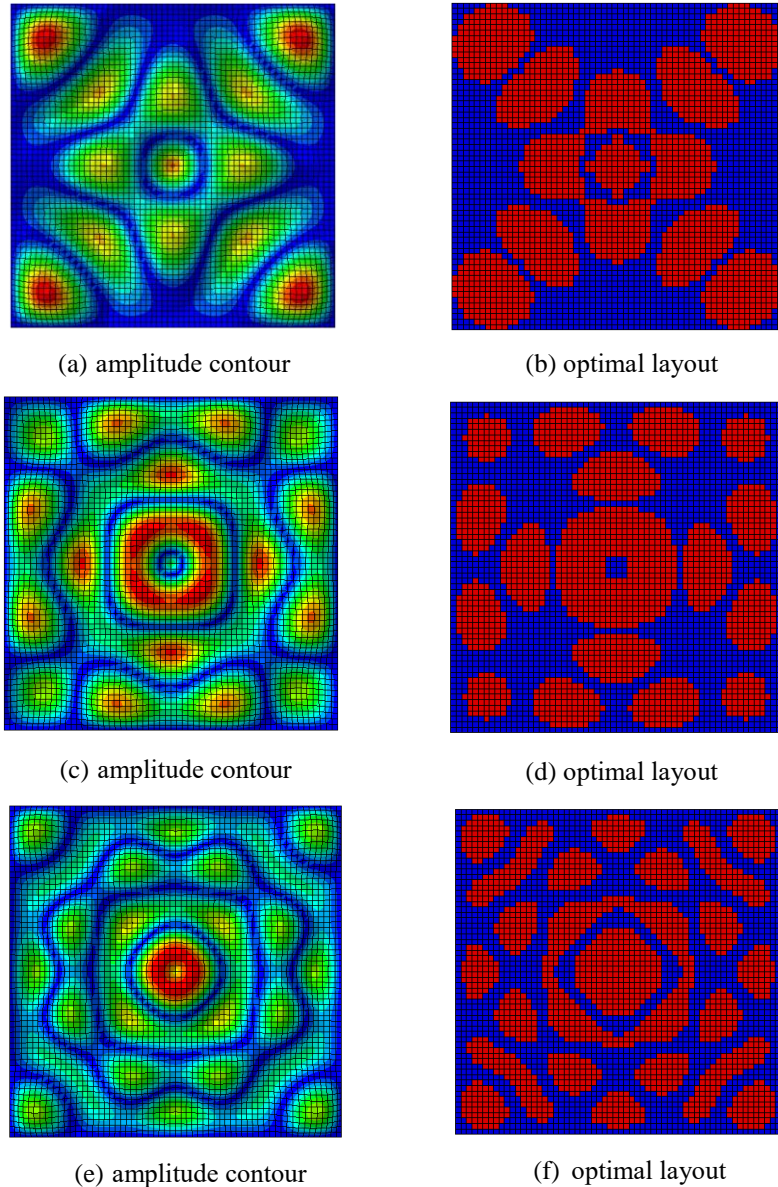 (a) amplitude contour
(b) optimal layout
(c) amplitude contour
(d) optimal layout
(e) amplitude contour
(f) optimal layout